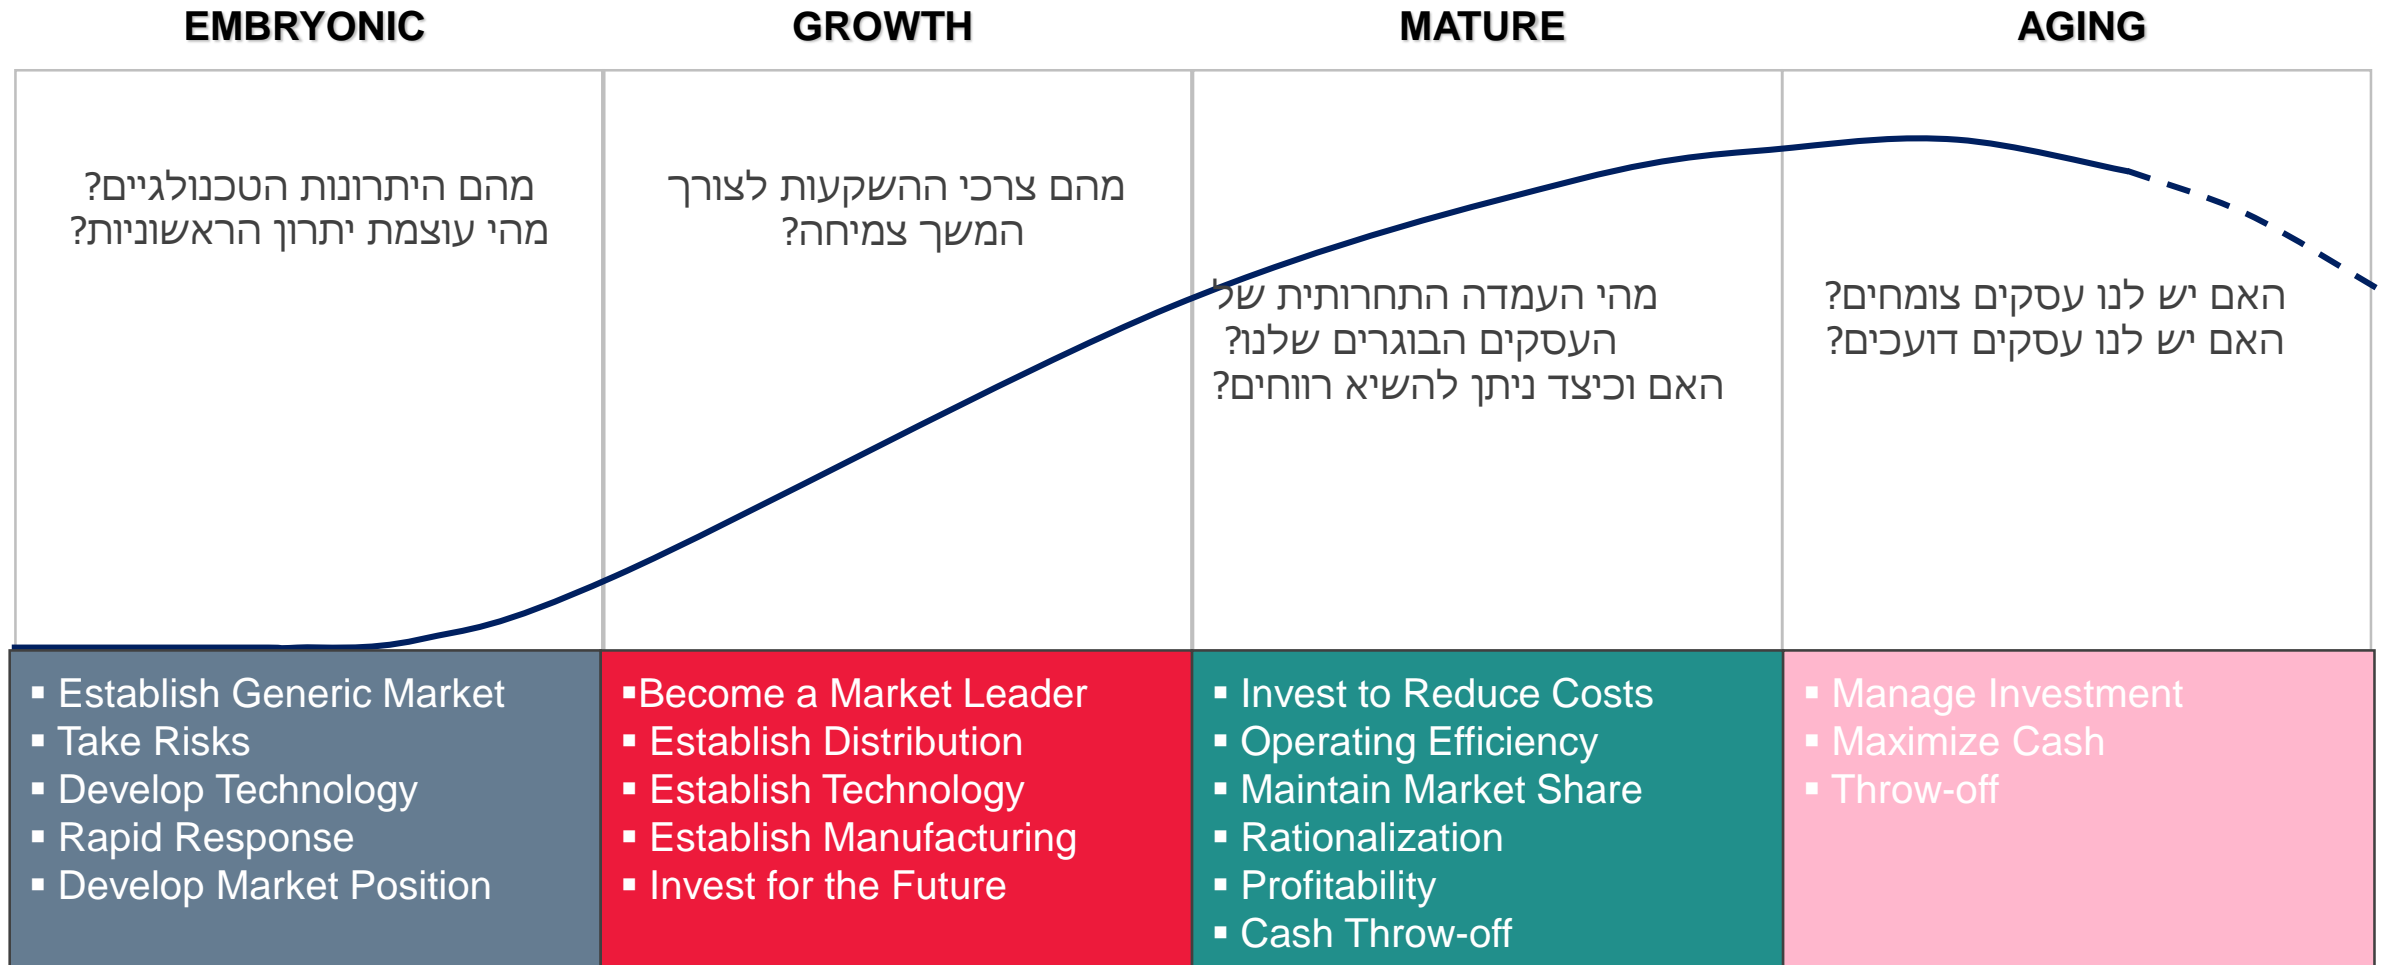 EMBRYONIC
GROWTH
MATURE
AGING
מהם היתרונות הטכנולגיים?
מהי עוצמת יתרון הראשוניות?
מהם צרכי ההשקעות לצורך
המשך צמיחה?
מהי העמדה התחרותית של
העסקים הבוגרים שלנו?
האם וכיצד ניתן להשיא רווחים?
האם יש לנו עסקים צומחים?
האם יש לנו עסקים דועכים?
▪ Establish Generic Market
▪ Take Risks
▪ Develop Technology
▪ Rapid Response
▪ Develop Market Position
▪Become a Market Leader
▪ Establish Distribution
▪ Establish Technology
▪ Establish Manufacturing
▪ Invest for the Future
▪ Invest to Reduce Costs
▪ Operating Efficiency
▪ Maintain Market Share
▪ Rationalization
▪ Profitability
▪ Cash Throw-off
▪ Manage Investment
▪ Maximize Cash
▪ Throw-off